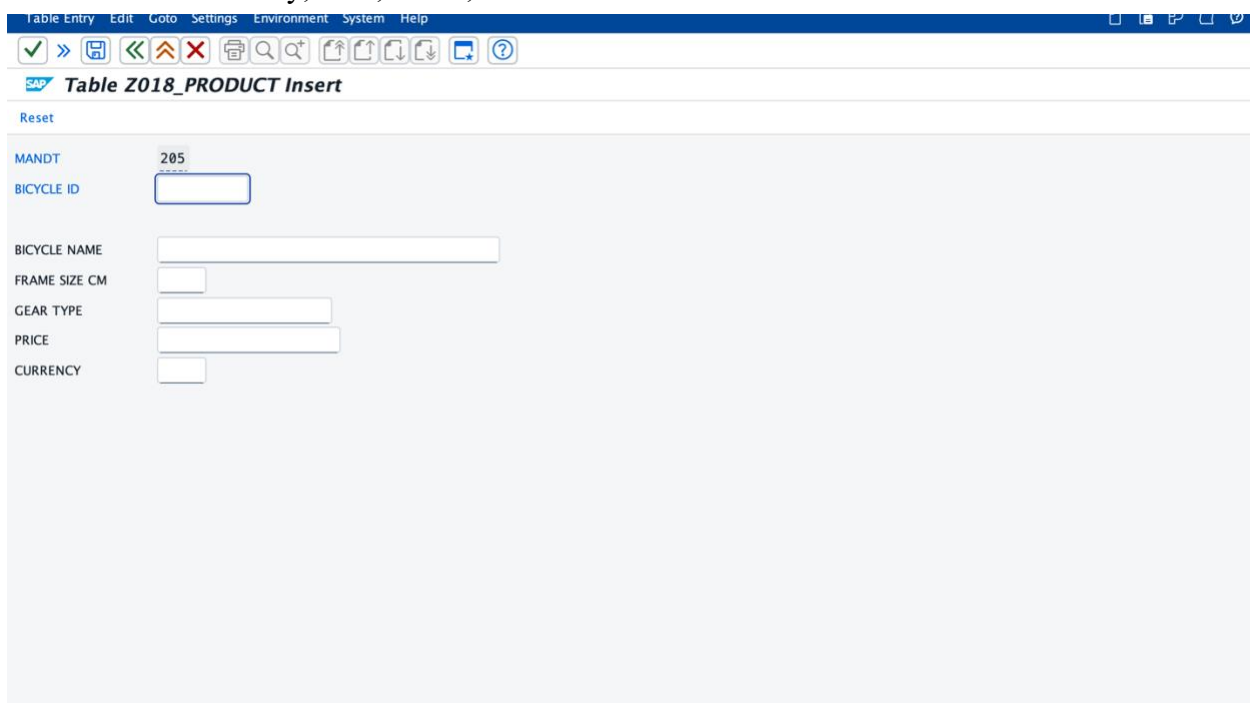 Table Entry Edit Goto Settings Environment System Help
SAP Table Z018_PRODUCT Insert
Reset
MANDT 205
BICYCLE ID
BICYCLE NAME
FRAME SIZE CM
GEAR TYPE
PRICE
CURRENCY